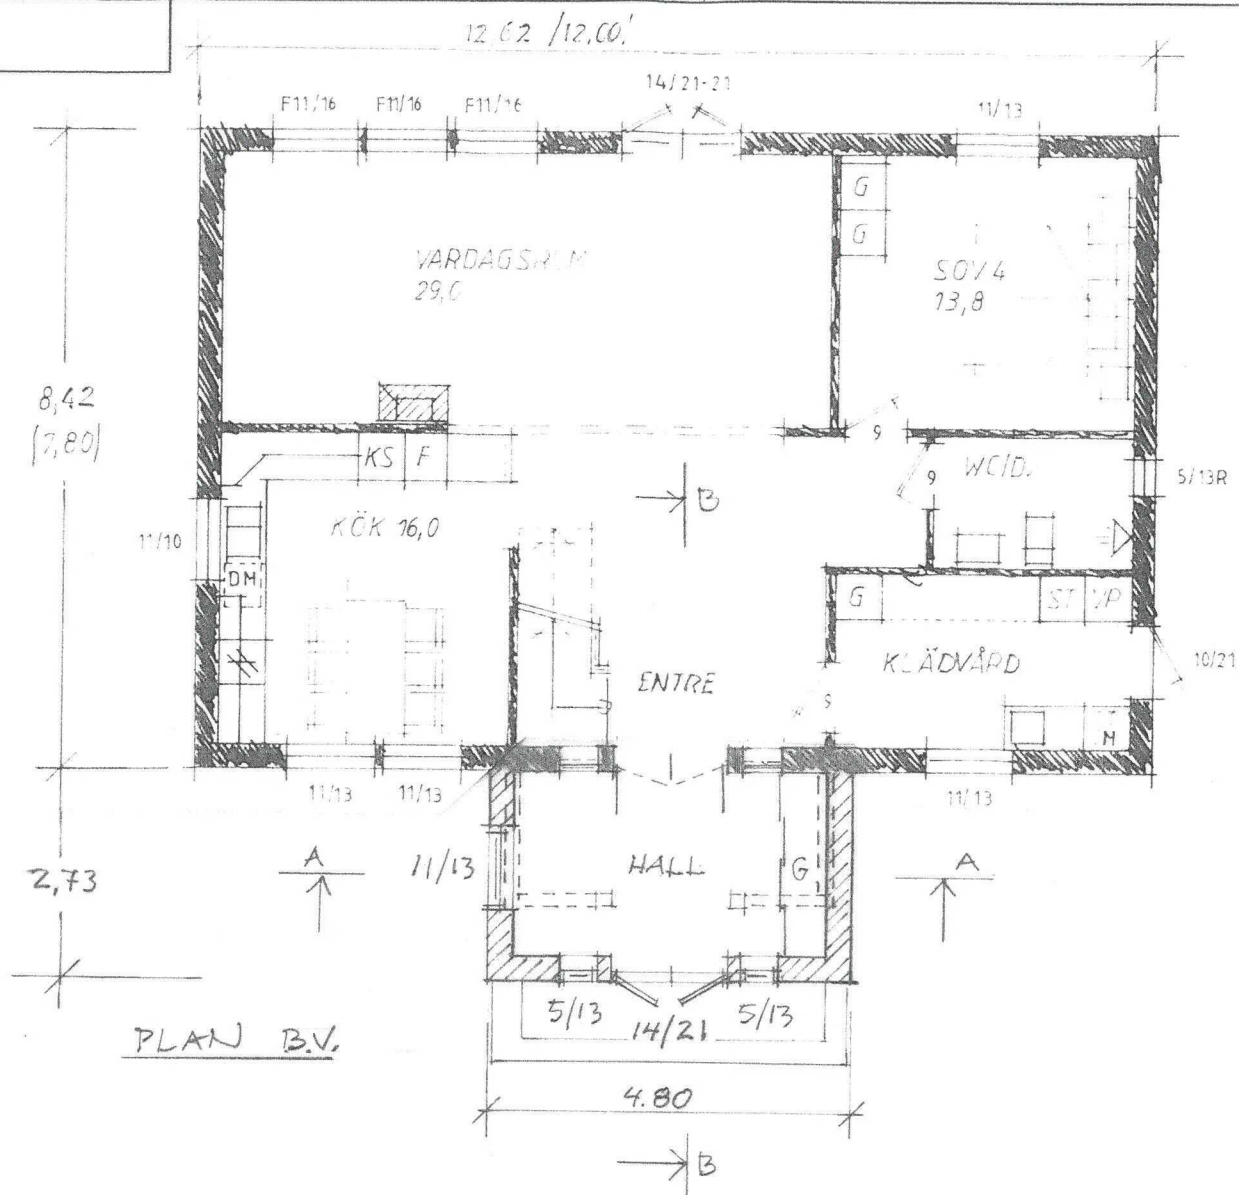 12,62 /12,00!
14/21-21
F11/16 F11/16 F11/16
11/13
G
G
VARDAGSRUM
29,0
SOV 4
13,8
8,42
(7,80)
9
KS F
WC/D.
9
B
5/13R
KÖK 16,0
11/10
DM
G ST VP
KLÄDVÅRD
10/21
ENTRE
9
M
11/13 11/13
11/13
A
11/13
HALL
G
A
2,73
5/13
14/21
5/13
PLAN B.V.
4.80
B